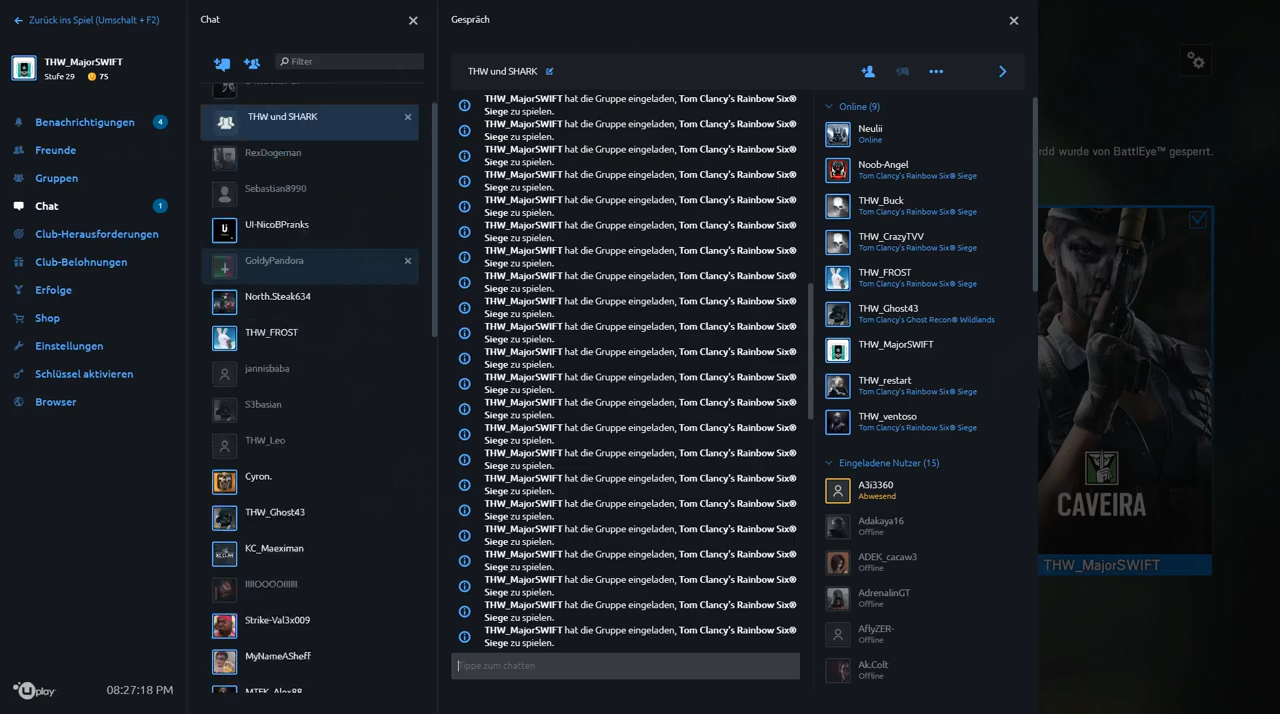 Zurück ins Spiel (Umschalt + F2)
THW_MajorSWIFT
Stufe 29 75
Benachrichtigungen 4
Freunde
Gruppen
Chat 1
Club-Herausforderungen
Club-Belohnungen
Erfolge
Shop
Einstellungen
Schlüssel aktivieren
Browser
uplay
08:27:18 PM
Chat
Filter
THW und SHARK
RexDogeman
Sebastian8990
UI-NicoBPranks
GoldyPandora
North.Steak634
THW_FROST
jannisbaba
S3basian
THW_Leo
Cyron.
THW_Ghost43
KC_Maeximan
Strike-Val3x009
MyNameASheff
MTEK_Alex88
Gespräch
THW und SHARK
THW_MajorSWIFT hat die Gruppe eingeladen, Tom Clancy's Rainbow Six®
Siege zu spielen.
THW_MajorSWIFT hat die Gruppe eingeladen, Tom Clancy's Rainbow Six®
Siege zu spielen.
THW_MajorSWIFT hat die Gruppe eingeladen, Tom Clancy's Rainbow Six®
Siege zu spielen.
THW_MajorSWIFT hat die Gruppe eingeladen, Tom Clancy's Rainbow Six®
Siege zu spielen.
THW_MajorSWIFT hat die Gruppe eingeladen, Tom Clancy's Rainbow Six®
Siege zu spielen.
THW_MajorSWIFT hat die Gruppe eingeladen, Tom Clancy's Rainbow Six®
Siege zu spielen.
THW_MajorSWIFT hat die Gruppe eingeladen, Tom Clancy's Rainbow Six®
Siege zu spielen.
THW_MajorSWIFT hat die Gruppe eingeladen, Tom Clancy's Rainbow Six®
Siege zu spielen.
THW_MajorSWIFT hat die Gruppe eingeladen, Tom Clancy's Rainbow Six®
Siege zu spielen.
THW_MajorSWIFT hat die Gruppe eingeladen, Tom Clancy's Rainbow Six®
Siege zu spielen.
THW_MajorSWIFT hat die Gruppe eingeladen, Tom Clancy's Rainbow Six®
Siege zu spielen.
THW_MajorSWIFT hat die Gruppe eingeladen, Tom Clancy's Rainbow Six®
Siege zu spielen.
THW_MajorSWIFT hat die Gruppe eingeladen, Tom Clancy's Rainbow Six®
Siege zu spielen.
THW_MajorSWIFT hat die Gruppe eingeladen, Tom Clancy's Rainbow Six®
Siege zu spielen.
THW_MajorSWIFT hat die Gruppe eingeladen, Tom Clancy's Rainbow Six®
Siege zu spielen.
THW_MajorSWIFT hat die Gruppe eingeladen, Tom Clancy's Rainbow Six®
Siege zu spielen.
THW_MajorSWIFT hat die Gruppe eingeladen, Tom Clancy's Rainbow Six®
Siege zu spielen.
THW_MajorSWIFT hat die Gruppe eingeladen, Tom Clancy's Rainbow Six®
Siege zu spielen.
THW_MajorSWIFT hat die Gruppe eingeladen, Tom Clancy's Rainbow Six®
Siege zu spielen.
THW_MajorSWIFT hat die Gruppe eingeladen, Tom Clancy's Rainbow Six®
Siege zu spielen.
THW_MajorSWIFT hat die Gruppe eingeladen, Tom Clancy's Rainbow Six®
Siege zu spielen.
THW_MajorSWIFT hat die Gruppe eingeladen, Tom Clancy's Rainbow Six®
Siege zu spielen.
Tippe zum chatten
Online (9)
Neulii
Online
Noob-Angel
Tom Clancy's Rainbow Six® Siege
THW_Buck
Tom Clancy's Rainbow Six® Siege
THW_CrazyTVV
Tom Clancy's Rainbow Six® Siege
THW_FROST
Tom Clancy's Rainbow Six® Siege
THW_Ghost43
Tom Clancy's Ghost Recon® Wildlands
THW_MajorSWIFT
THW_restart
Tom Clancy's Rainbow Six® Siege
THW_ventoso
Tom Clancy's Rainbow Six® Siege
Eingeladene Nutzer (15)
A3i3360
Abwesend
Adakaya16
Offline
ADEK_cacaw3
Offline
AdrenalinGT
Offline
AflyZER-
Offline
Ak.Colt
Offline
rdd wurde von BattlEye™ gesperrt.
CAVEIRA
THW_MajorSWIFT